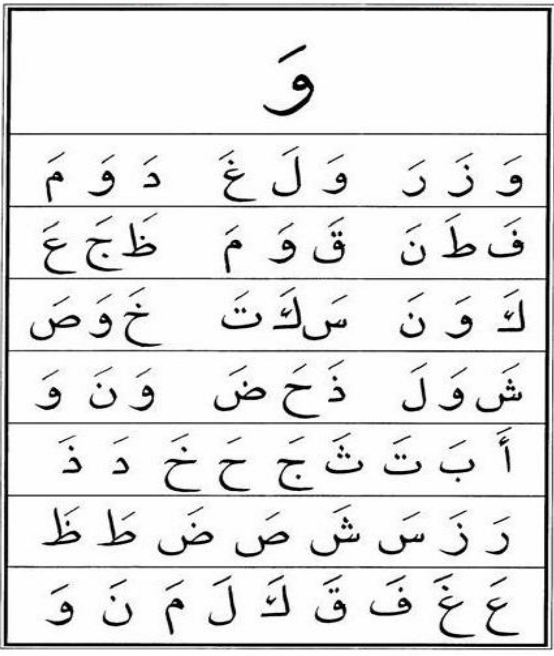 وَ
وَ زَ رَ وَ لَ غَ دَ وَ مَ
فَ طَ نَ قَ وَ مَ ظَ جَ عَ
كَ وَ نَ سَ كَ تَ خَ وَ صَ
شَ وَ لَ ذَ حَ ضَ وَ نَ وَ
أَ بَ تَ ثَ جَ حَ خَ دَ ذَ
رَ زَ سَ شَ صَ ضَ طَ ظَ
عَ غَ فَ قَ كَ لَ مَ نَ وَ